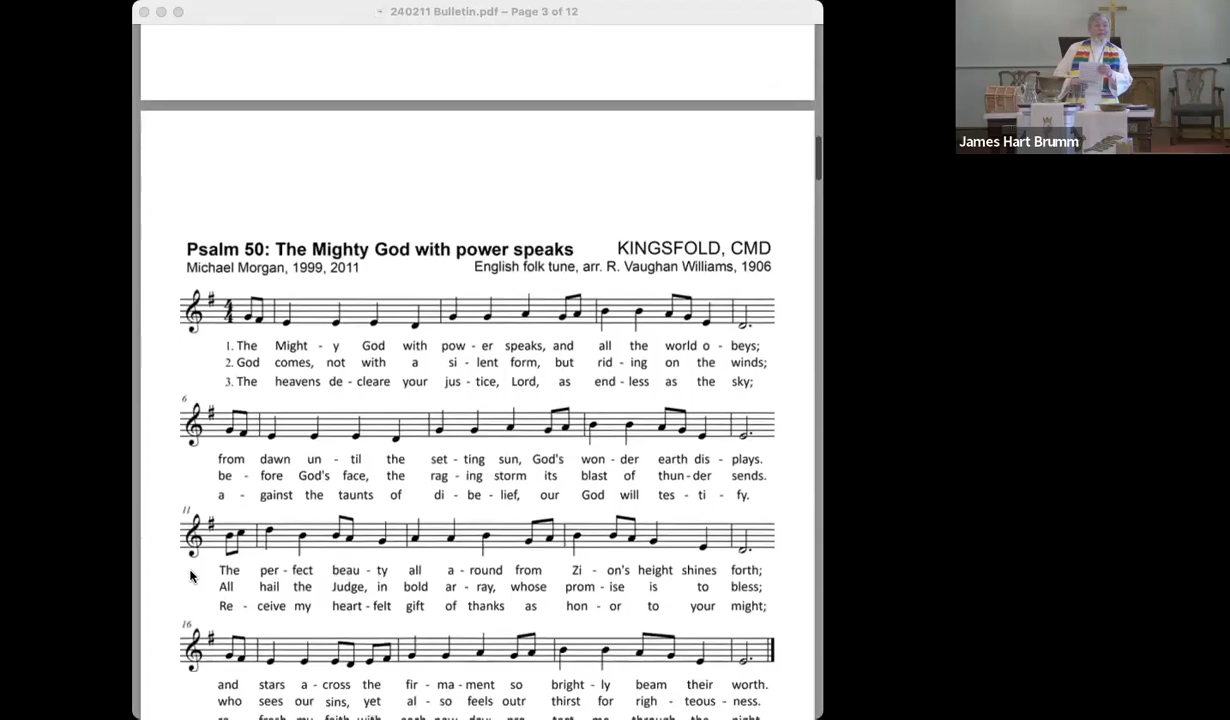 240211 Bulletin.pdf – Page 3 of 12
James Hart Brumm
Psalm 50: The Mighty God with power speaks KINGSFOLD, CMD
Michael Morgan, 1999, 2011 English folk tune, arr. R. Vaughan Williams, 1906
1. The Might - y God with pow - er speaks, and all the world o - beys;
2. God comes, not with a si - lent form, but rid - ing on the winds;
3. The heavens de - cleare your jus - tice, Lord, as end - less as the sky;
6
from dawn un - til the set - ting sun, God's won - der earth dis - plays.
be - fore God's face, the rag - ing storm its blast of thun - der sends.
a - gainst the taunts of di - be - lief, our God will tes - ti - fy.
11
The per - fect beau - ty all a - round from Zi - on's height shines forth;
All hail the Judge, in bold ar - ray, whose prom - ise is to bless;
Re - ceive my heart - felt gift of thanks as hon - or to your might;
16
and stars a - cross the fir - ma - ment so bright - ly beam their worth.
who sees our sins, yet al - so feels outr thirst for righ - teous - ness.